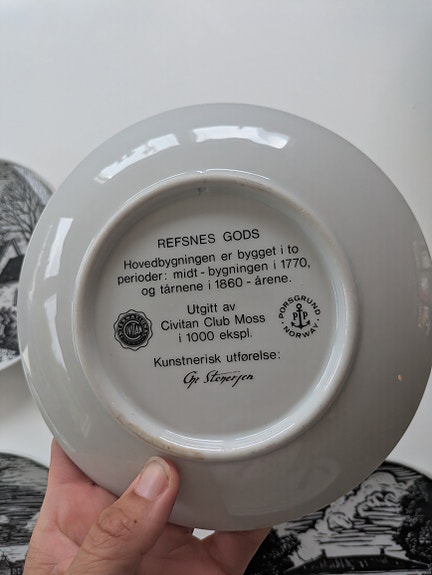 REFSNES GODS
Hovedbygningen er bygget i to
perioder: midt-bygningen i 1770,
og tårnene i 1860-årene.
Utgitt av
Civitan Club Moss
i 1000 ekspl.
PORSGRUND
PP
NORWAY
Kunstnerisk utførelse: